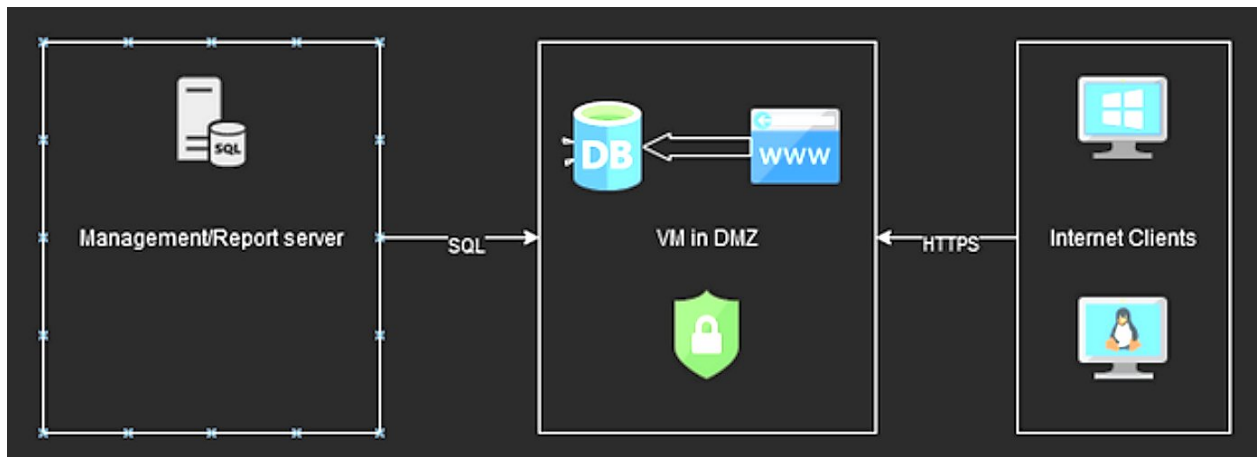 SQL
Management/Report server
SQL
DB
WWW
VM in DMZ
HTTPS
Internet Clients